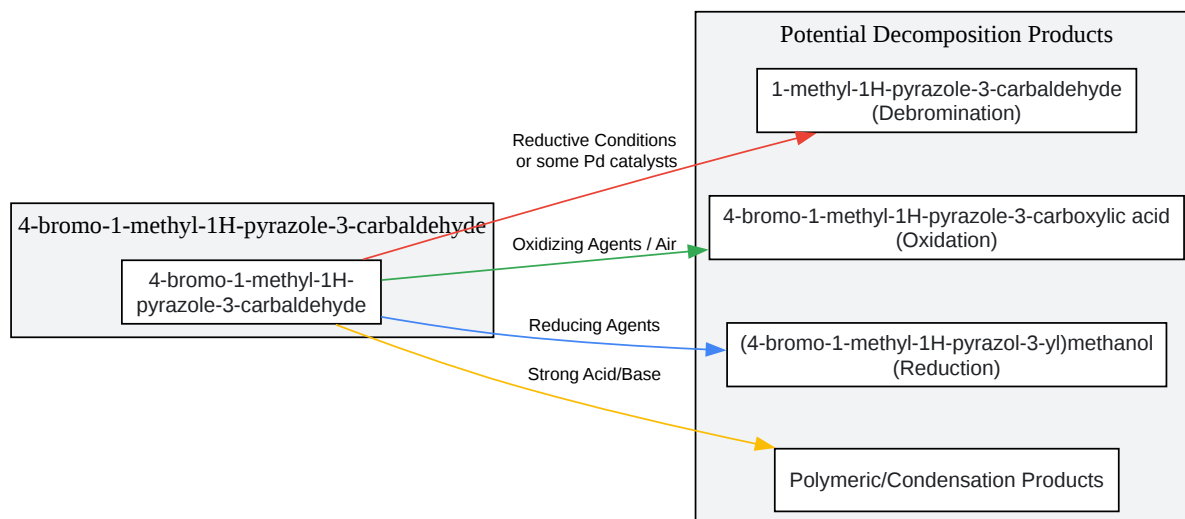 Potential Decomposition Products
1-methyl-1H-pyrazole-3-carbaldehyde
(Debromination)
Reductive Conditions
or some Pd catalysts
4-bromo-1-methyl-1H-pyrazole-3-carbaldehyde
4-bromo-1-methyl-1H-
pyrazole-3-carbaldehyde
Oxidizing Agents / Air
4-bromo-1-methyl-1H-pyrazole-3-carboxylic acid
(Oxidation)
Reducing Agents
(4-bromo-1-methyl-1H-pyrazol-3-yl)methanol
(Reduction)
Strong Acid/Base
Polymeric/Condensation Products